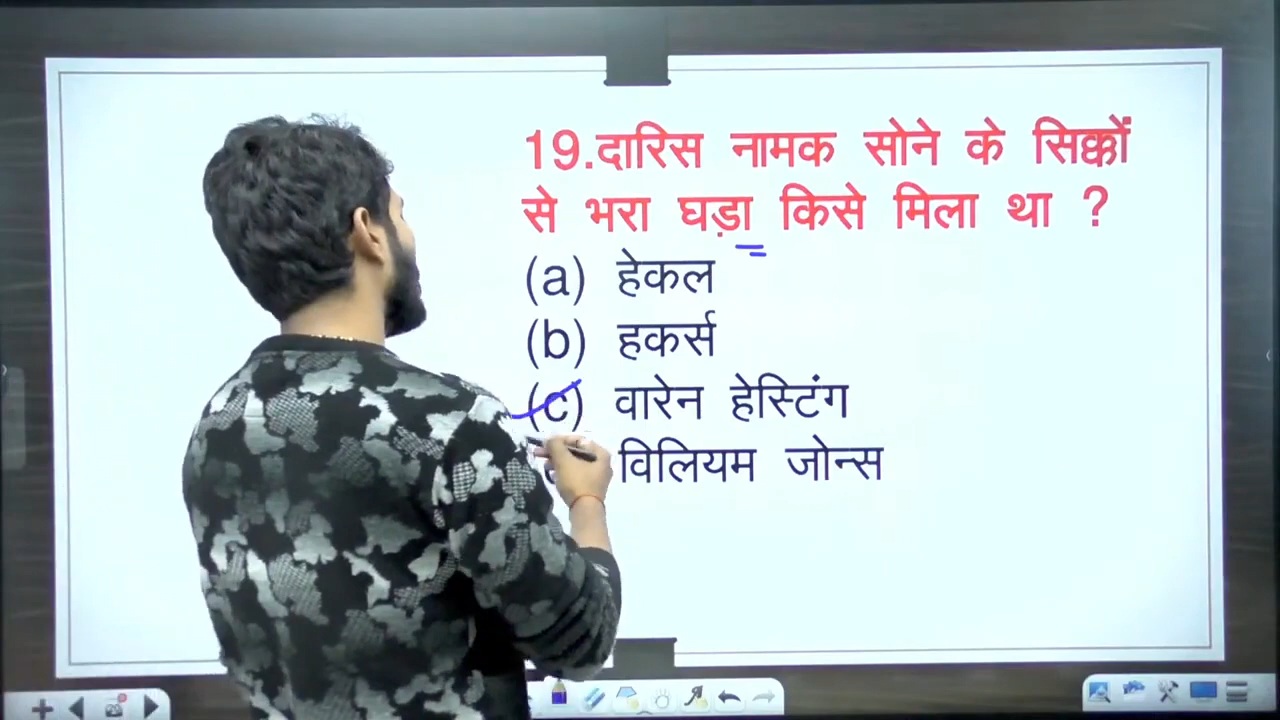 19.दारिस नामक सोने के सिक्कों
से भरा घड़ा किसे मिला था ?
(a) हेकल
(b) हकर्स
(c) वारेन हेस्टिंग
विलियम जोन्स